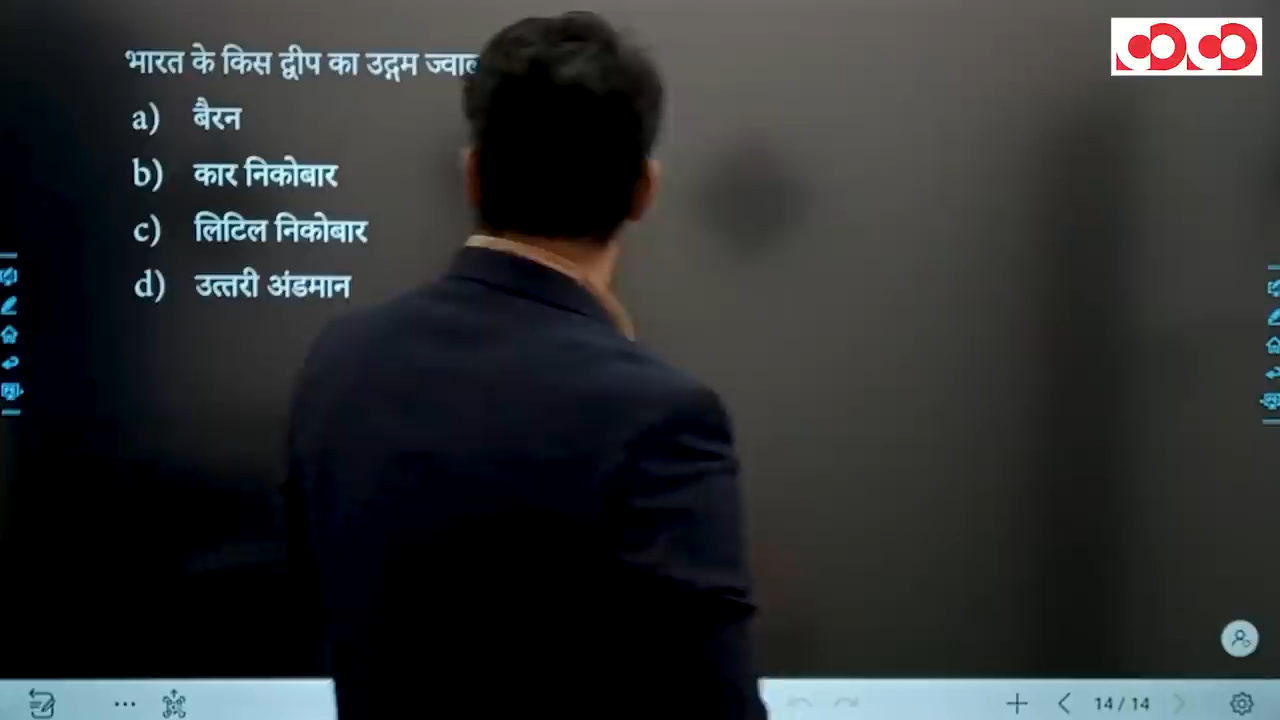 भारत के किस द्वीप का उद्गम
a) बैरन
b) कार निकोबार
c) लिटिल निकोबार
d) उत्तरी अंडमान
14 / 14